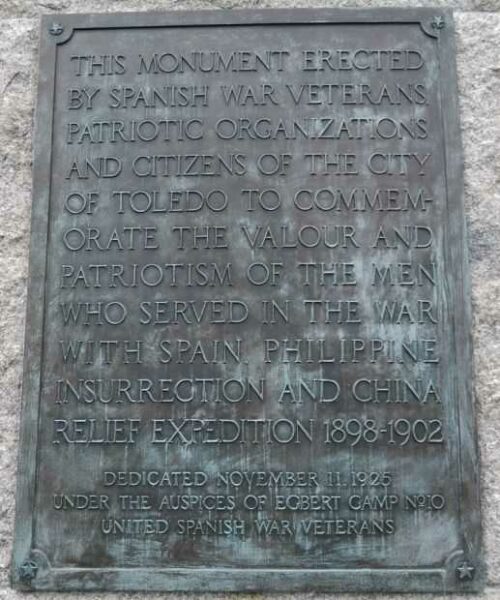 THIS MONUMENT ERECTED
BY SPANISH WAR VETERANS,
PATRIOTIC ORGANIZATIONS
AND CITIZENS OF THE CITY
OF TOLEDO TO COMMEM-
ORATE THE VALOUR AND
PATRIOTISM OF THE MEN
WHO SERVED IN THE WAR
WITH SPAIN, PHILIPPINE
INSURRECTION AND CHINA
RELIEF EXPEDITION 1898-1902
DEDICATED NOVEMBER 11, 1925
UNDER THE AUSPICES OF EGBERT CAMP Nº10
UNITED SPANISH WAR VETERANS